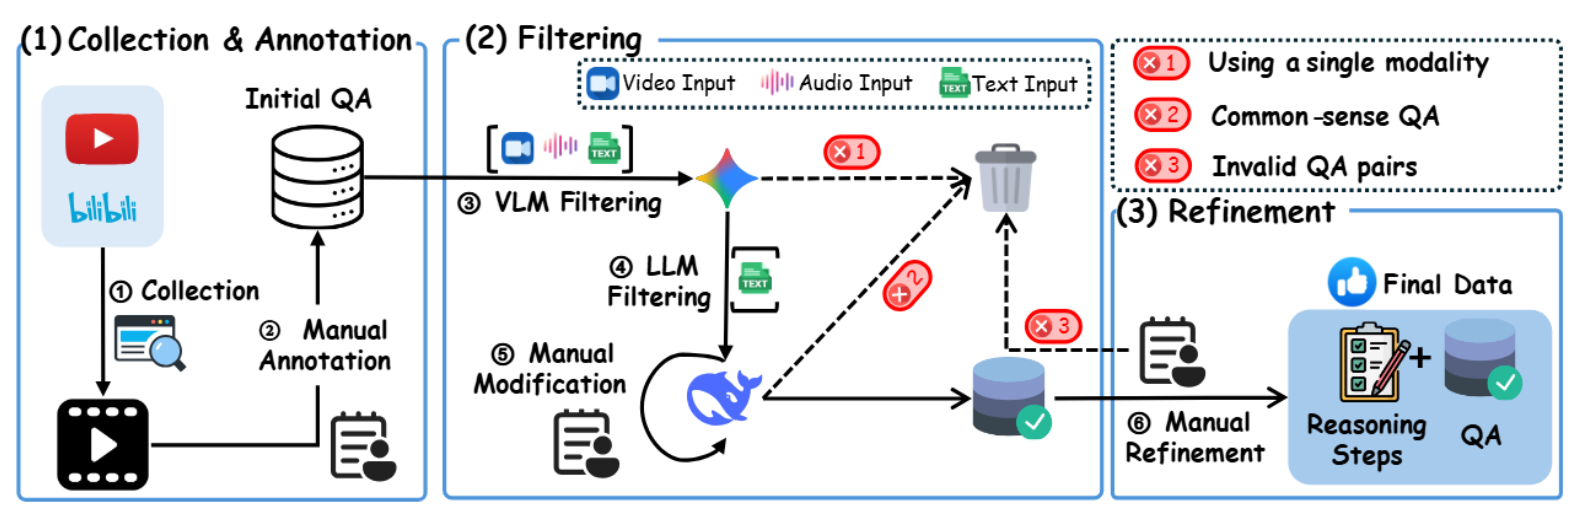 (1) Collection & Annotation
Initial QA
bilibili
① Collection
② Manual
Annotation
(2) Filtering
Video Input
Audio Input
TEXT
Text Input
TEXT
1
③ VLM Filtering
④ LLM
Filtering
TEXT
2
⑤ Manual
Modification
3
1 Using a single modality
2 Common-sense QA
3 Invalid QA pairs
(3) Refinement
Final Data
⑥ Manual
Refinement
+
Reasoning
Steps
QA